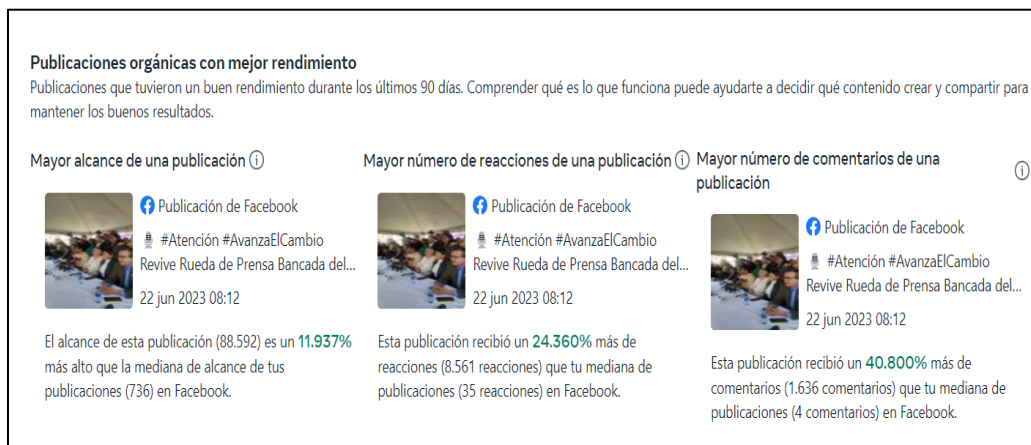 Publicaciones orgánicas con mejor rendimiento
Publicaciones que tuvieron un buen rendimiento durante los últimos 90 días. Comprender qué es lo que funciona puede ayudarte a decidir qué contenido crear y compartir para
mantener los buenos resultados.
Mayor alcance de una publicación
Publicación de Facebook
#Atención #AvanzaElCambio
Revive Rueda de Prensa Bancada del...
22 jun 2023 08:12
El alcance de esta publicación (88.592) es un 11.937%
más alto que la mediana de alcance de tus
publicaciones (736) en Facebook.
Mayor número de reacciones de una publicación
Publicación de Facebook
#Atención #AvanzaElCambio
Revive Rueda de Prensa Bancada del...
22 jun 2023 08:12
Esta publicación recibió un 24.360% más de
reacciones (8.561 reacciones) que tu mediana de
publicaciones (35 reacciones) en Facebook.
Mayor número de comentarios de una
publicación
Publicación de Facebook
#Atención #AvanzaElCambio
Revive Rueda de Prensa Bancada del...
22 jun 2023 08:12
Esta publicación recibió un 40.800% más de
comentarios (1.636 comentarios) que tu mediana de
publicaciones (4 comentarios) en Facebook.